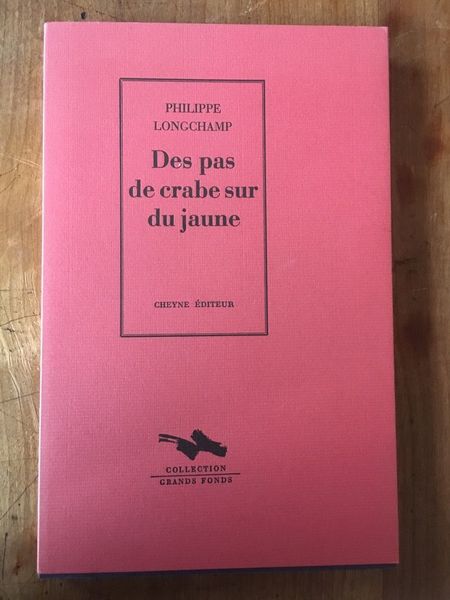 PHILIPPE
LONGCHAMP
Des pas
de crabe sur
du jaune
CHEYNE ÉDITEUR
COLLECTION
GRANDS FONDS